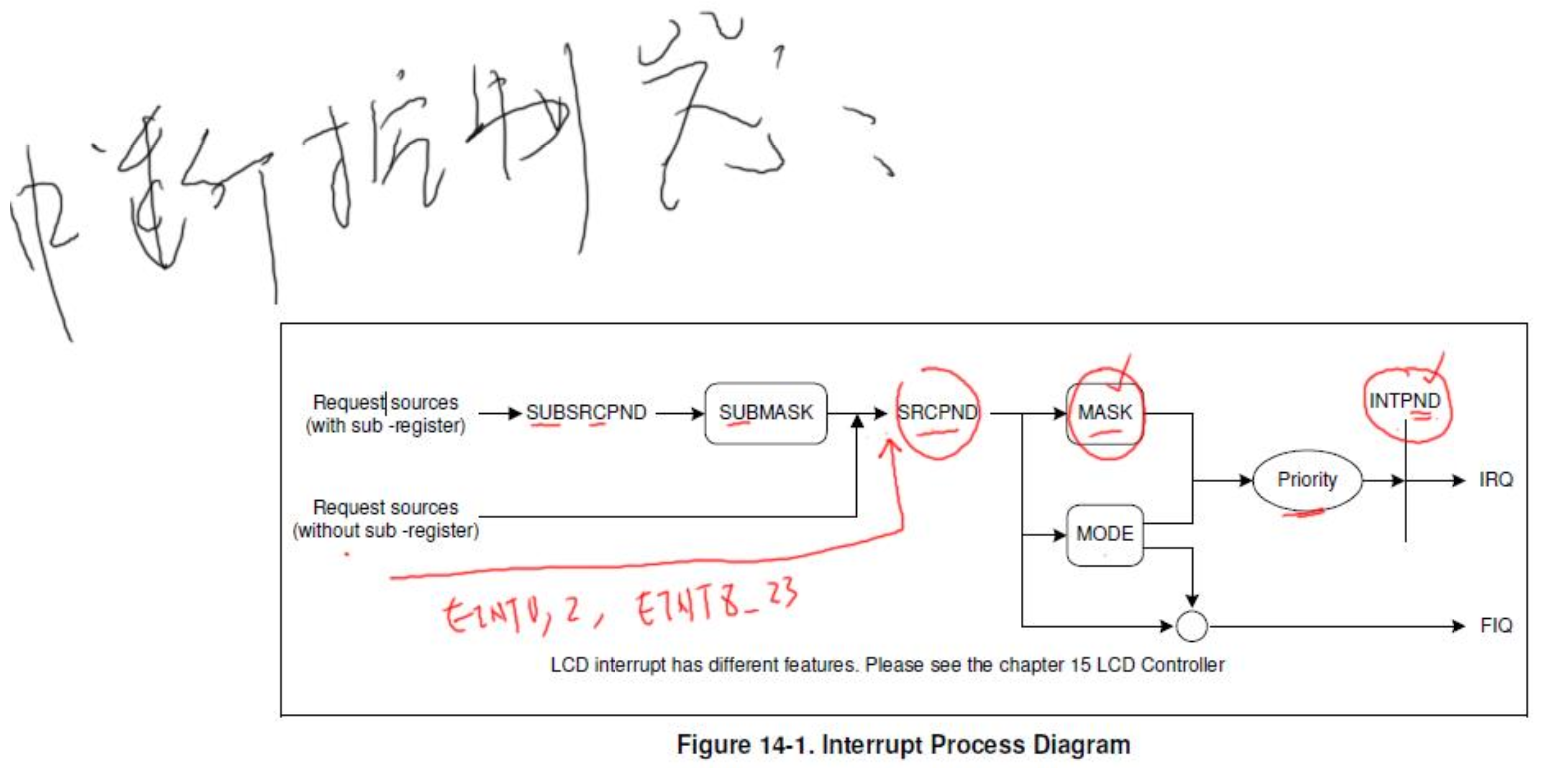 中断控制器:
Request sources
(with sub -register)
SUBSRCPND
SUBMASK
SRCPND
MASK
INTPND
Request sources
(without sub -register)
MODE
Priority
IRQ
FIQ
EINT0, 2, EINT8_23
LCD interrupt has different features. Please see the chapter 15 LCD Controller
Figure 14-1. Interrupt Process Diagram